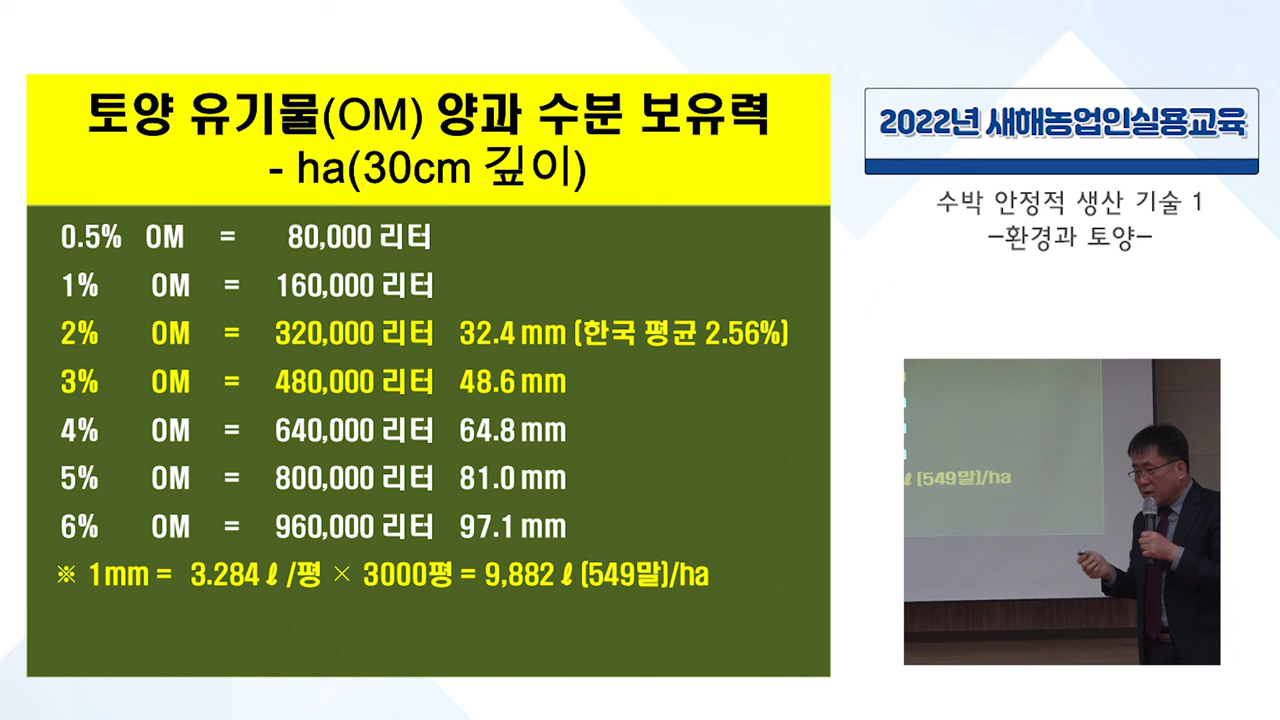 토양 유기물(OM) 양과 수분 보유력
- ha(30cm 깊이)
0.5% OM = 80,000 리터
1% OM = 160,000 리터
2% OM = 320,000 리터 32.4 mm (한국 평균 2.56%)
3% OM = 480,000 리터 48.6 mm
4% OM = 640,000 리터 64.8 mm
5% OM = 800,000 리터 81.0 mm
6% OM = 960,000 리터 97.1 mm
※ 1mm = 3.284 ℓ /평 × 3000평 = 9,882 ℓ (549말)/ha
2022년 새해농업인실용교육
수박 안정적 생산 기술 1
-환경과 토양-
ℓ (549말)/ha